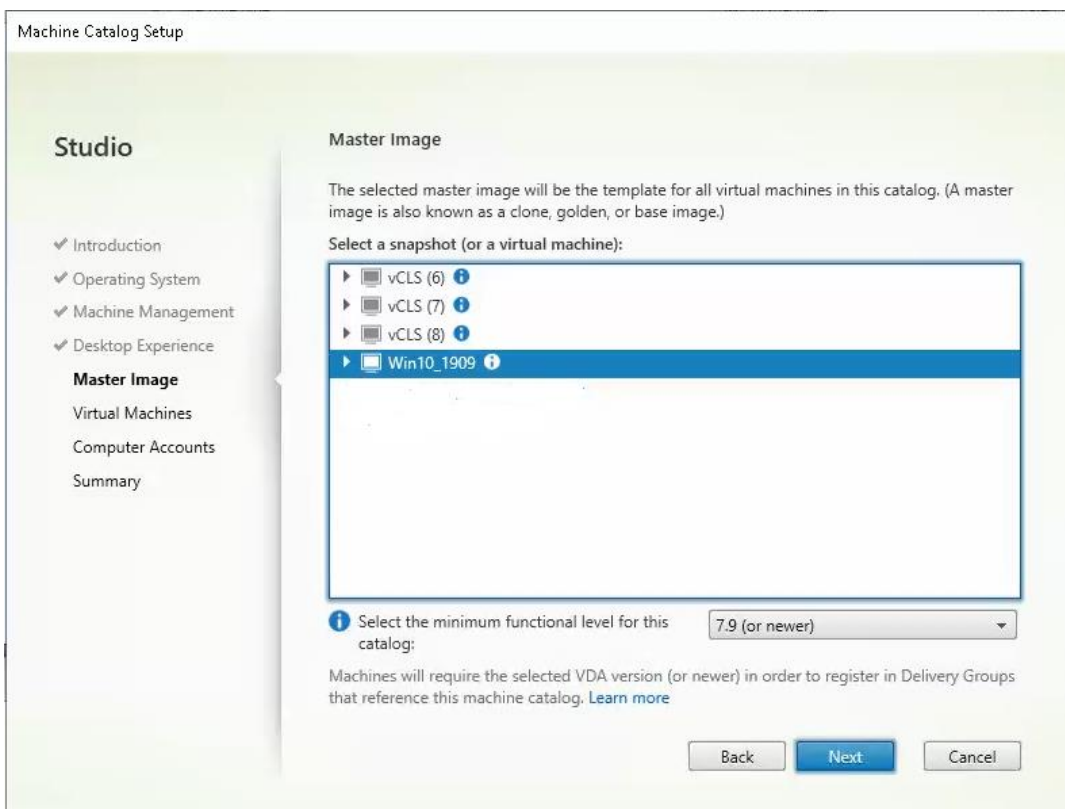 Machine Catalog Setup
Studio
Introduction
Operating System
Machine Management
Desktop Experience
Master Image
Virtual Machines
Computer Accounts
Summary
Master Image
The selected master image will be the template for all virtual machines in this catalog. (A master
image is also known as a clone, golden, or base image.)
Select a snapshot (or a virtual machine):
vCLS (6)
vCLS (7)
vCLS (8)
Win10_1909
Select the minimum functional level for this
catalog:
7.9 (or newer)
Machines will require the selected VDA version (or newer) in order to register in Delivery Groups
that reference this machine catalog. Learn more
Back
Next
Cancel